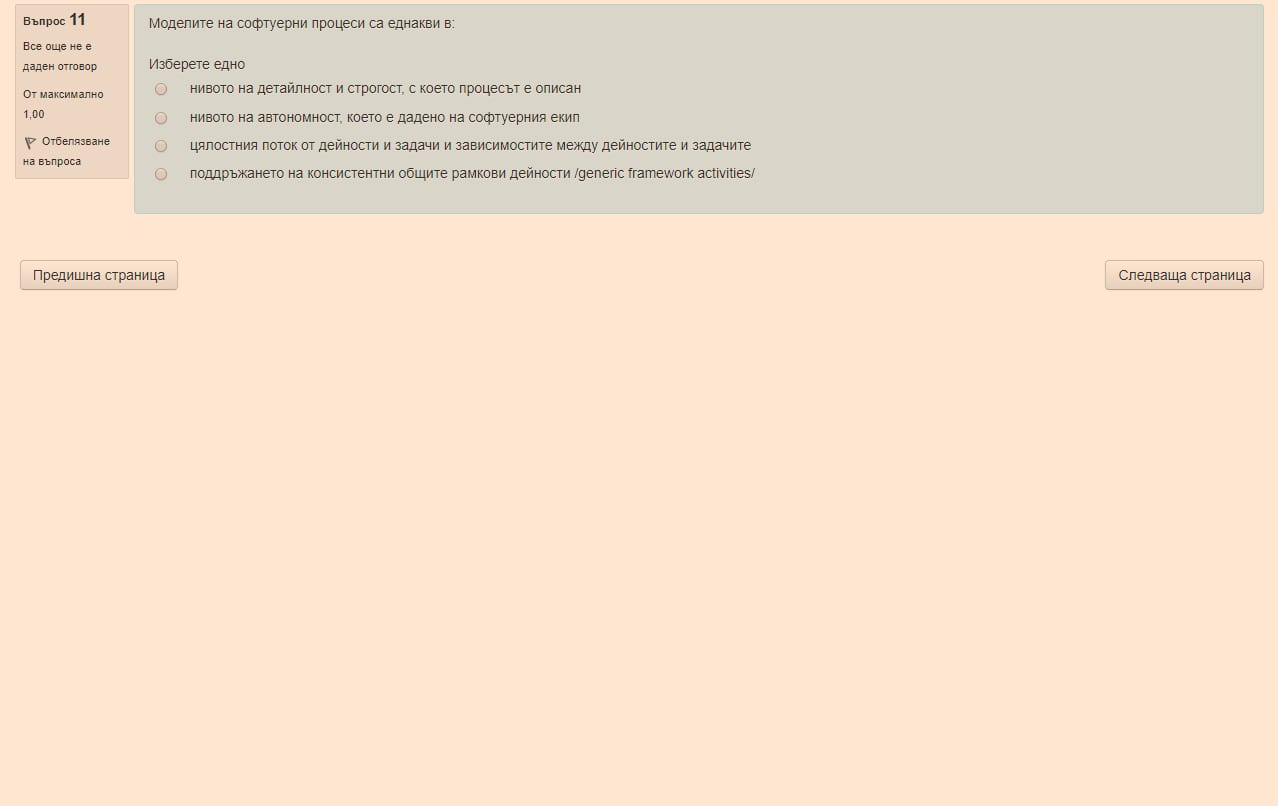 Въпрос 11
Все още не е
даден отговор
От максимално
1,00
Отбелязване
на въпроса
Моделите на софтуерни процеси са еднакви в:
Изберете едно
нивото на детайлност и строгост, с което процесът е описан
нивото на автономност, което е дадено на софтуерния екип
цялостния поток от дейности и задачи и зависимостите между дейностите и задачите
поддръжането на консистентни общите рамкови дейности /generic framework activities/
Предишна страница
Следваща страница